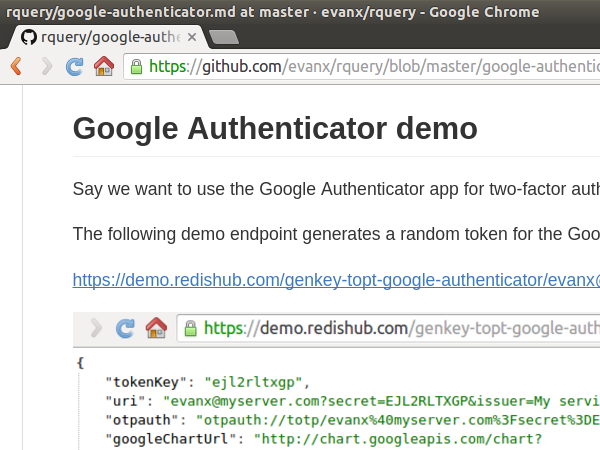 rquery/google-authenticator.md at master · evanx/rquery - Google Chrome
rquery/google-auth
https://github.com/evanx/rquery/blob/master/google-authentic
Google Authenticator demo
Say we want to use the Google Authenticator app for two-factor aut
The following demo endpoint generates a random token for the Goo
https://demo.redishub.com/genkey-topt-google-authenticator/evanx@
https://demo.redishub.com/genkey-topt-google-auth
{
"tokenKey": "ejl2rltxgp",
"uri": "evanx@myserver.com?secret=EJL2RLTXGP&issuer=My servi
"otpauth": "otpauth://totp/evanx%40myserver.com%3Fsecret%3DE
"googleChartUrl": "http://chart.googleapis.com/chart?